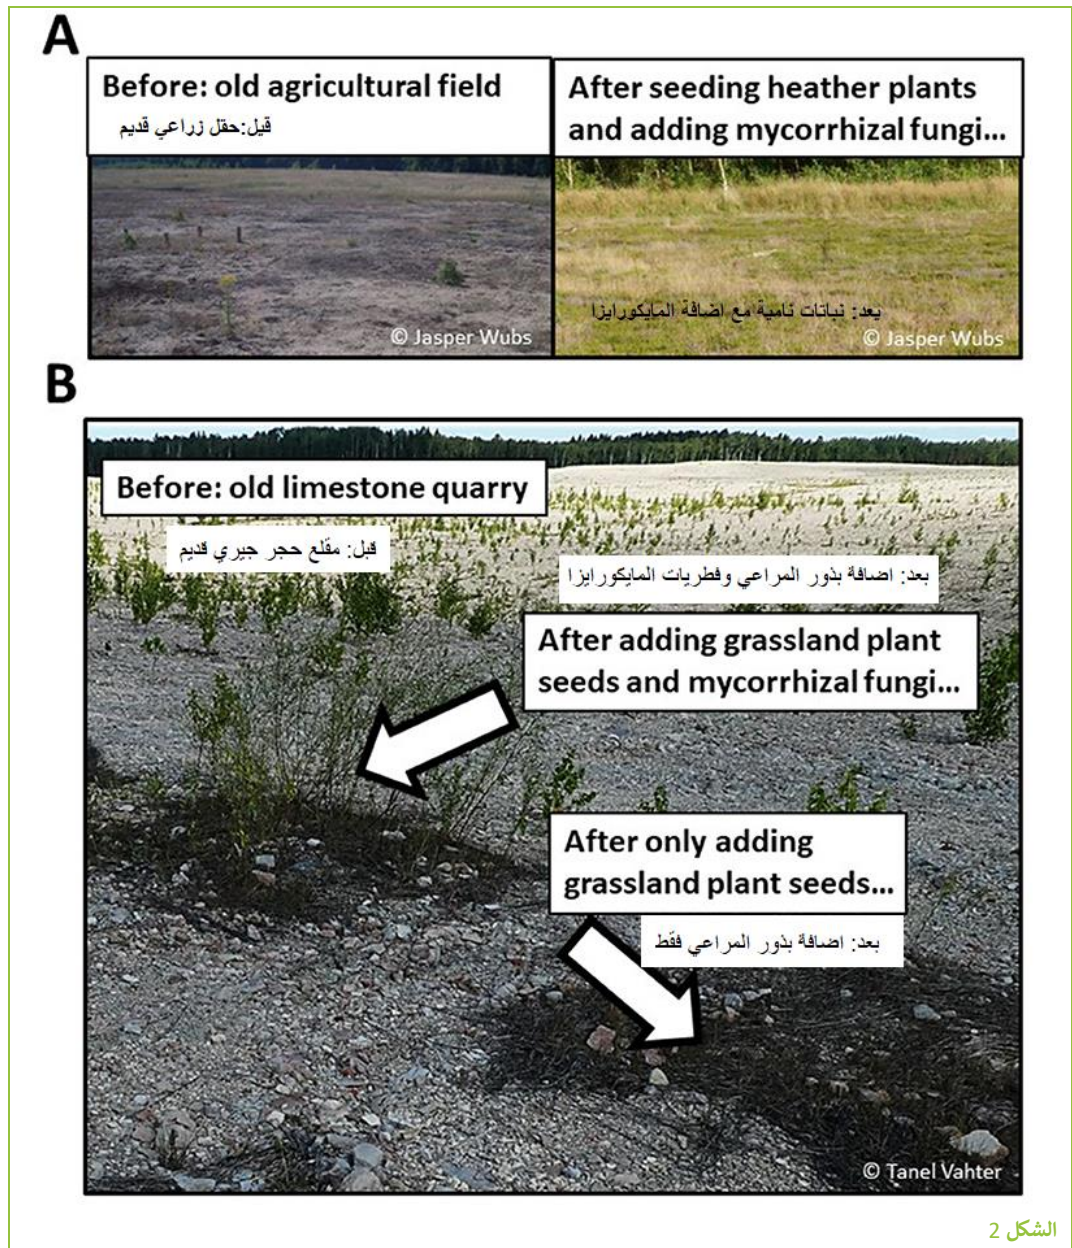 A
Before: old agricultural field
قبل:حقل زراعي قديم
After seeding heather plants
and adding mycorrhizal fungi...
بعد: نباتات نامية مع اضافة المايكورايزا
© Jasper Wubs
© Jasper Wubs
B
Before: old limestone quarry
قبل: مقلع حجر جيري قديم
بعد: اضافة بذور المراعي وفطريات المايكورايزا
After adding grassland plant
seeds and mycorrhizal fungi...
After only adding
grassland plant seeds...
بعد: اضافة بذور المراعي فقط
© Tanel Vahter
الشكل 2